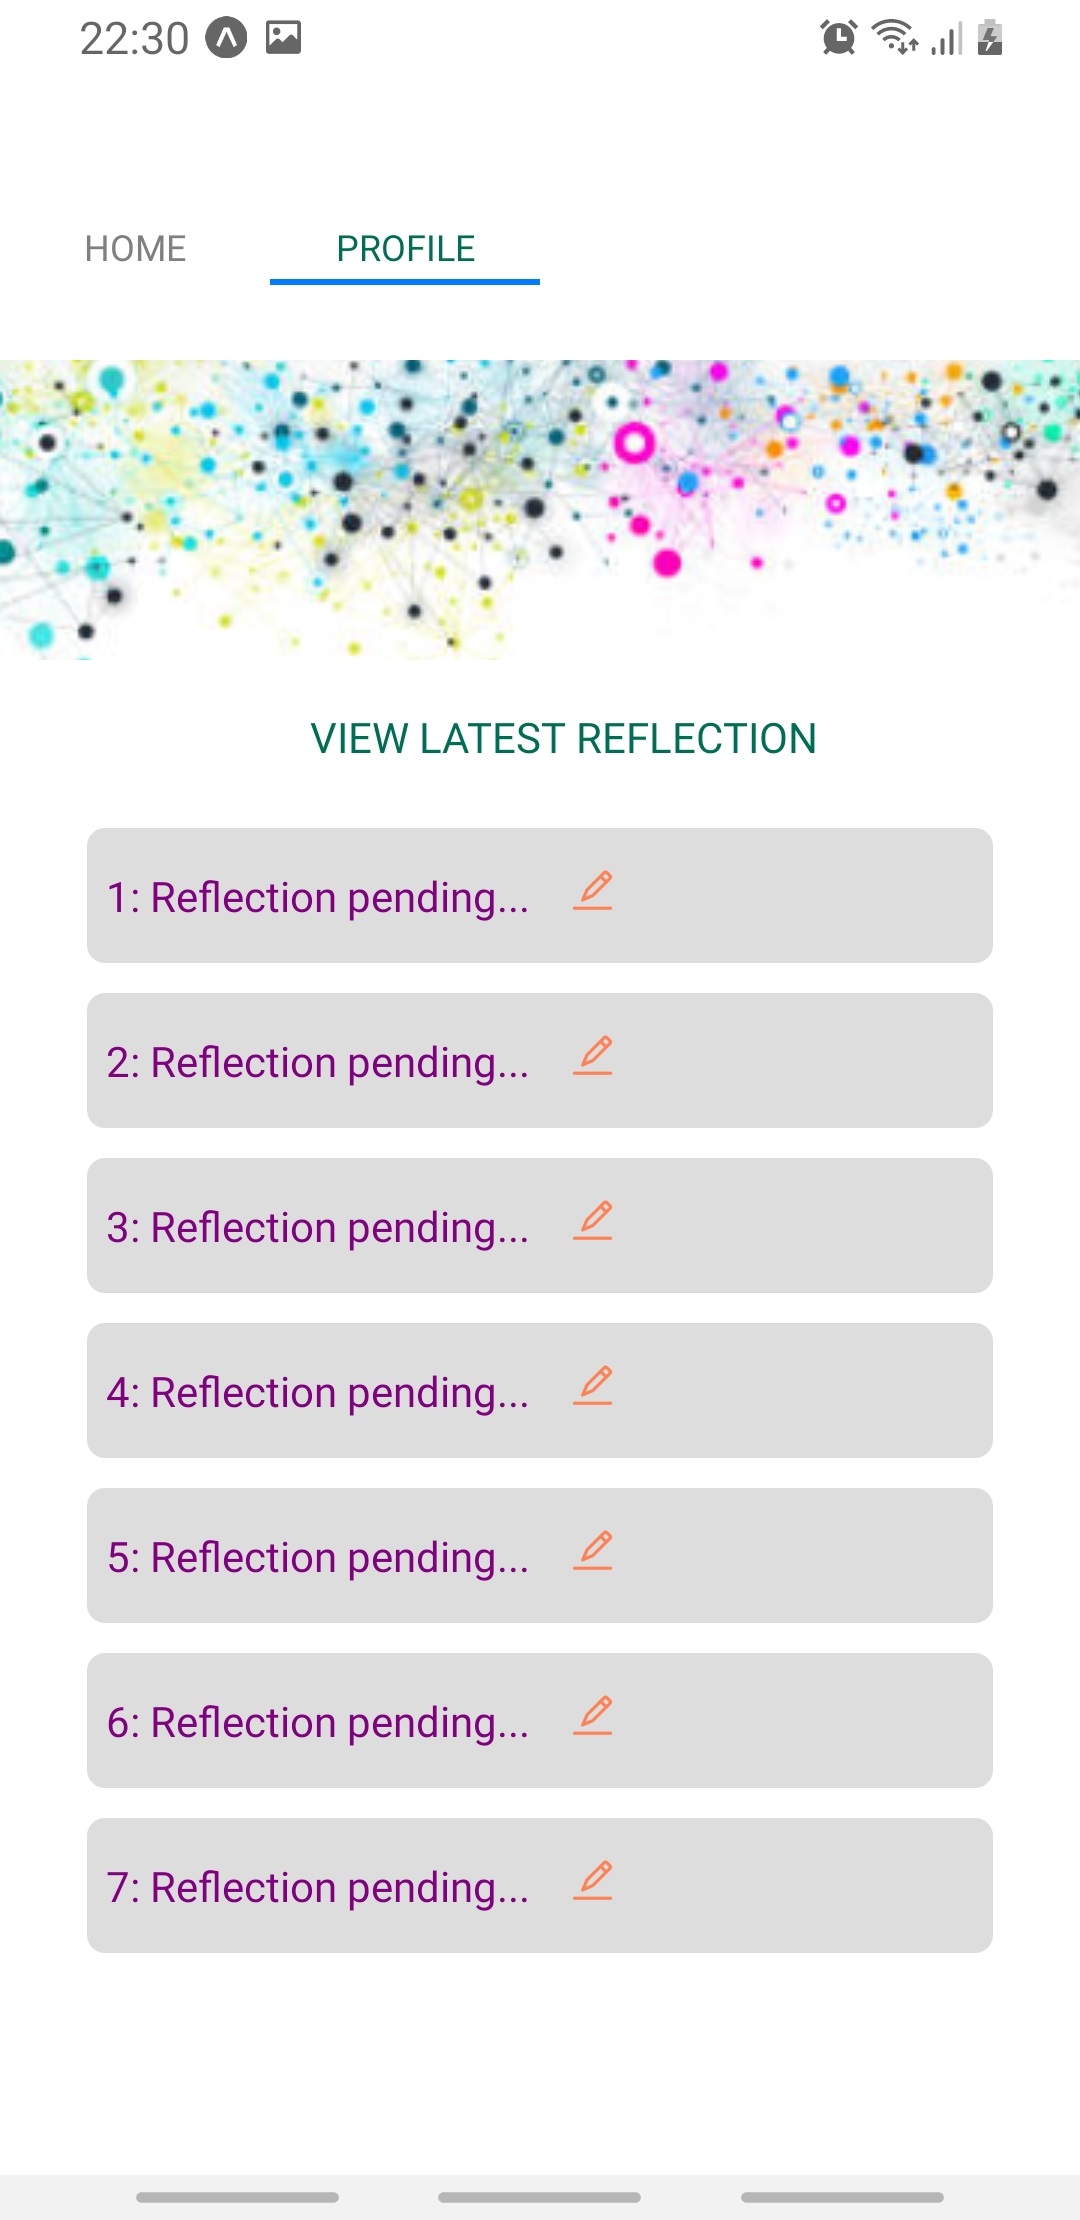 22:30
HOME PROFILE
VIEW LATEST REFLECTION
1: Reflection pending...
2: Reflection pending...
3: Reflection pending...
4: Reflection pending...
5: Reflection pending...
6: Reflection pending...
7: Reflection pending...